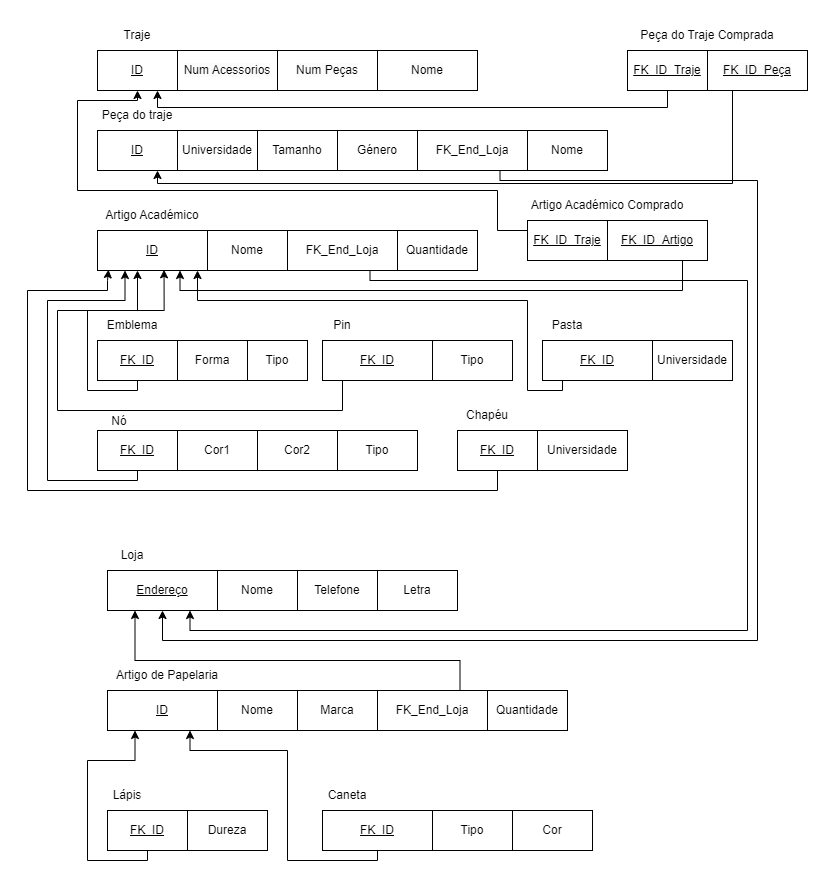 Traje
Peça do Traje Comprada
ID Num Acessorios Num Peças Nome
FK_ID_Traje FK_ID_Peça
Peça do traje
ID Universidade Tamanho Género FK_End_Loja Nome
Artigo Académico Comprado
Artigo Académico
FK_ID_Traje FK_ID_Artigo
ID Nome FK_End_Loja Quantidade
Emblema Pin Pasta
FK_ID Forma Tipo FK_ID Tipo FK_ID Universidade
Chapéu
Nó
FK_ID Cor1 Cor2 Tipo FK_ID Universidade
Loja
Endereço Nome Telefone Letra
Artigo de Papelaria
ID Nome Marca FK_End_Loja Quantidade
Lápis Caneta
FK_ID Dureza FK_ID Tipo Cor